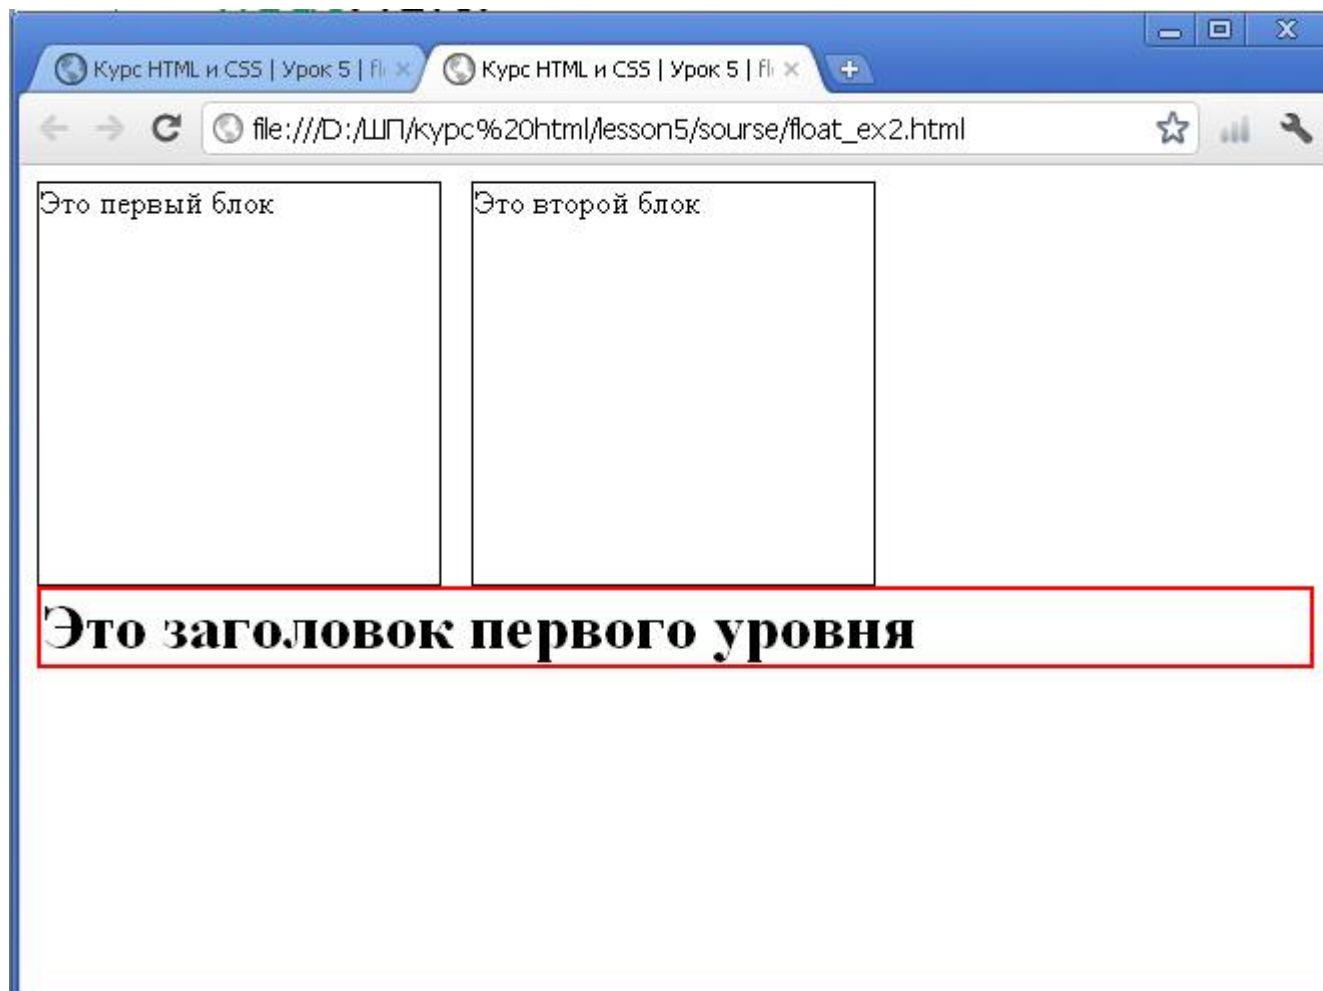 Курс HTML и CSS | Урок 5 | fl
Курс HTML и CSS | Урок 5 | fl
file:///D:/ШП/курс%20html/lesson5/sourse/float_ex2.html
Это первый блок
Это второй блок
Это заголовок первого уровня